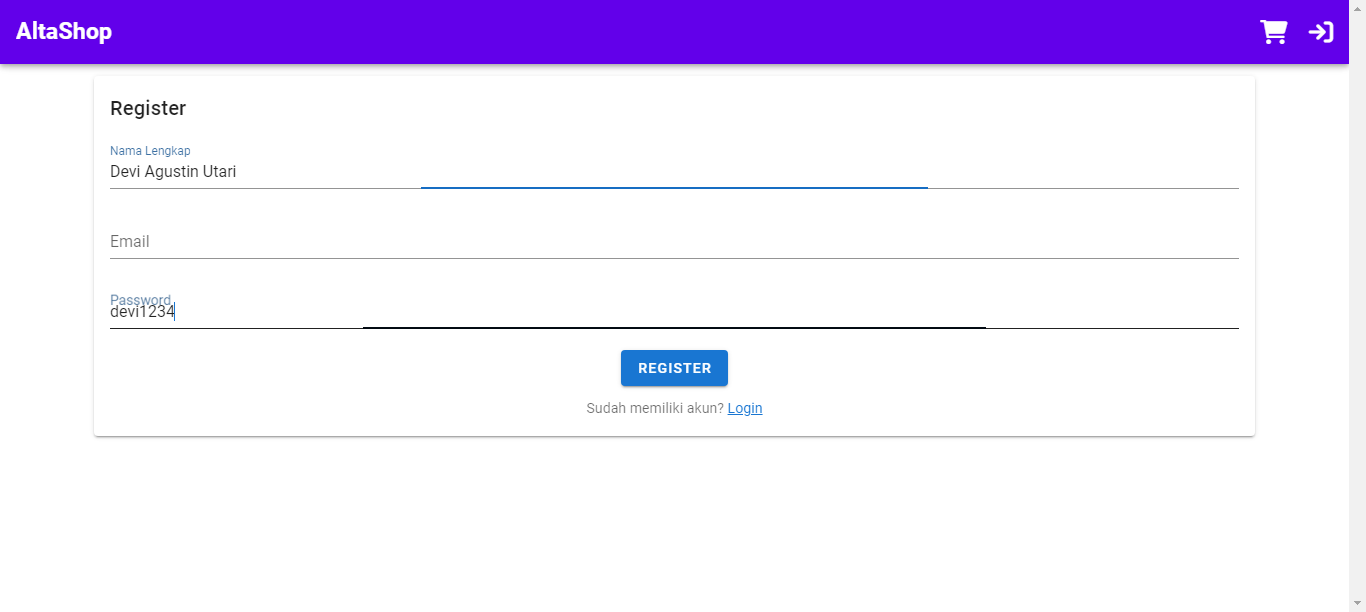 AltaShop
Register
Nama Lengkap
Devi Agustin Utari
Email
Password
devi1234
REGISTER
Sudah memiliki akun? Login